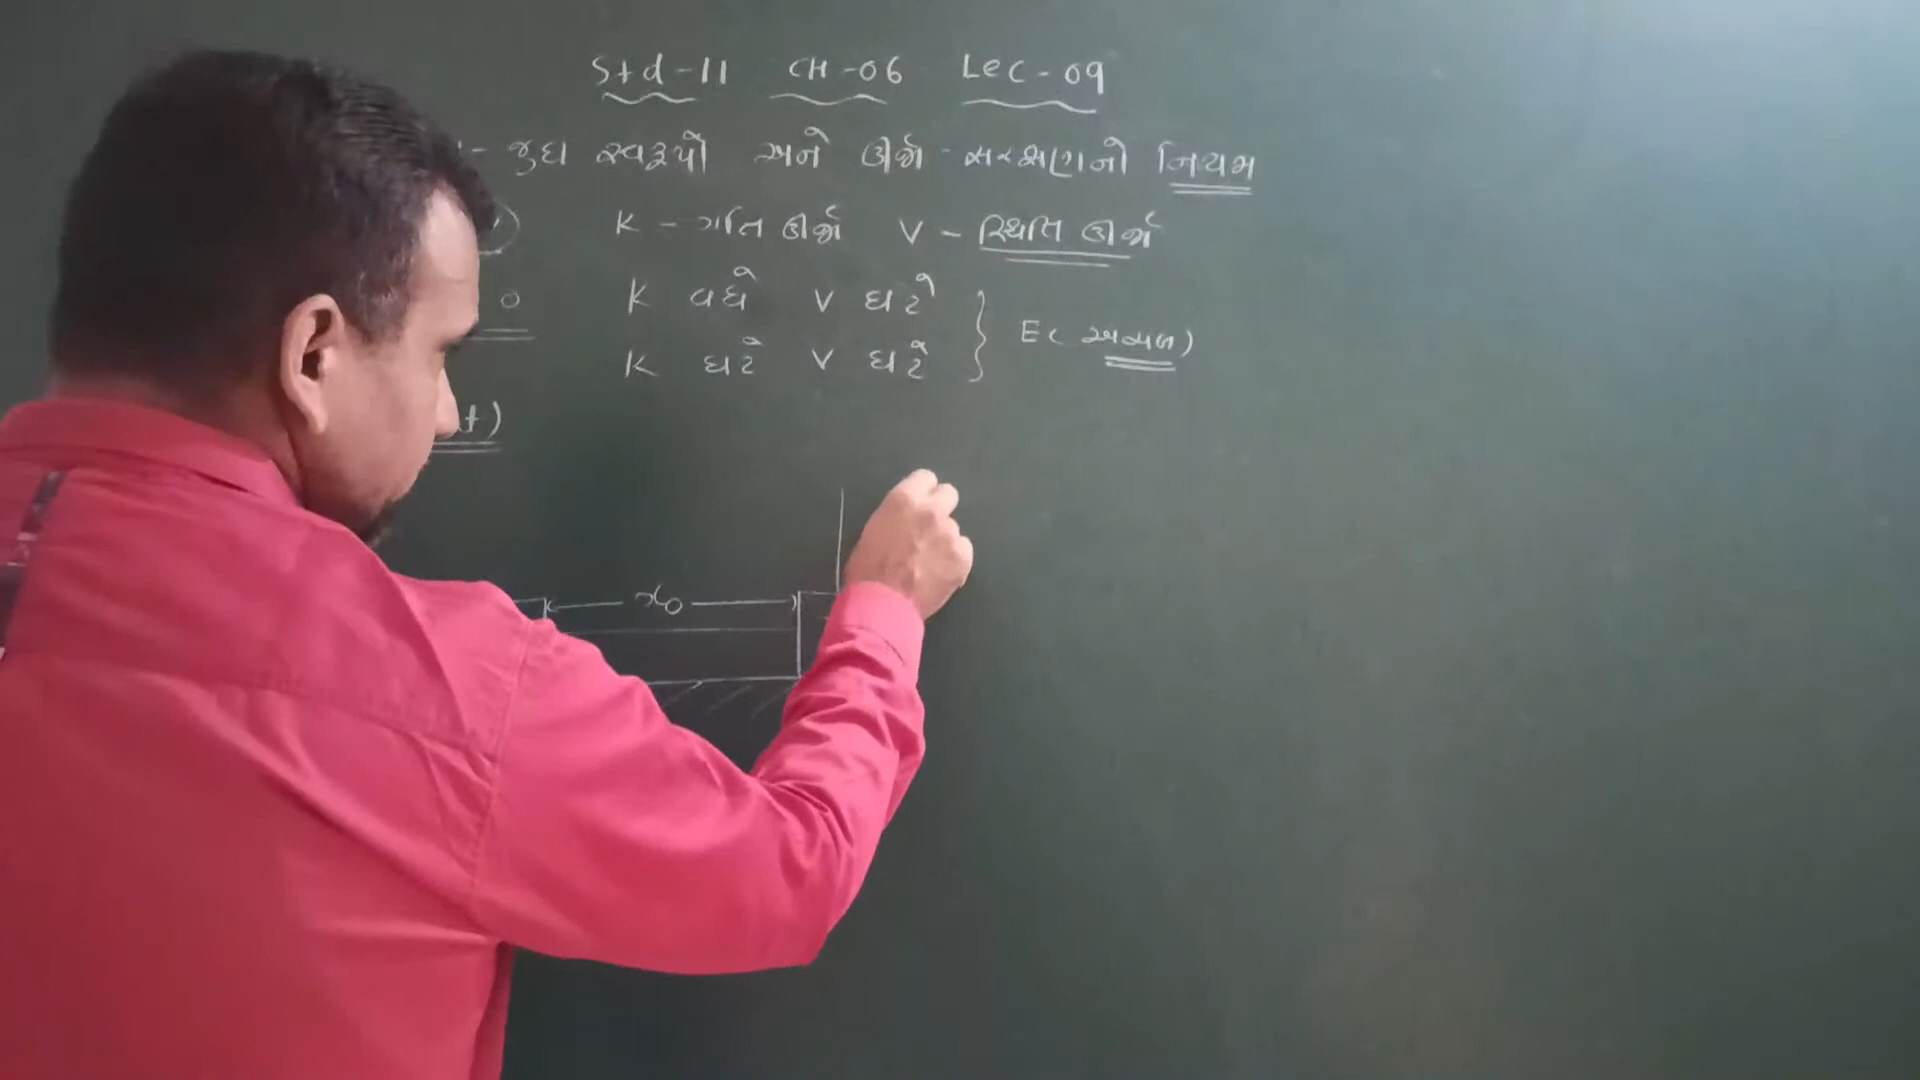 Std-11 CH-06 Lec-09
જુદા સ્વરૂપો અને ઊર્જા-સંરક્ષણનો નિયમ
K - ગતિ ઊર્જા V - સ્થિતિ ઊર્જા
0 K વધે V ઘટે
K ઘટે V ઘટે } E( અચળ)
t)
x₀